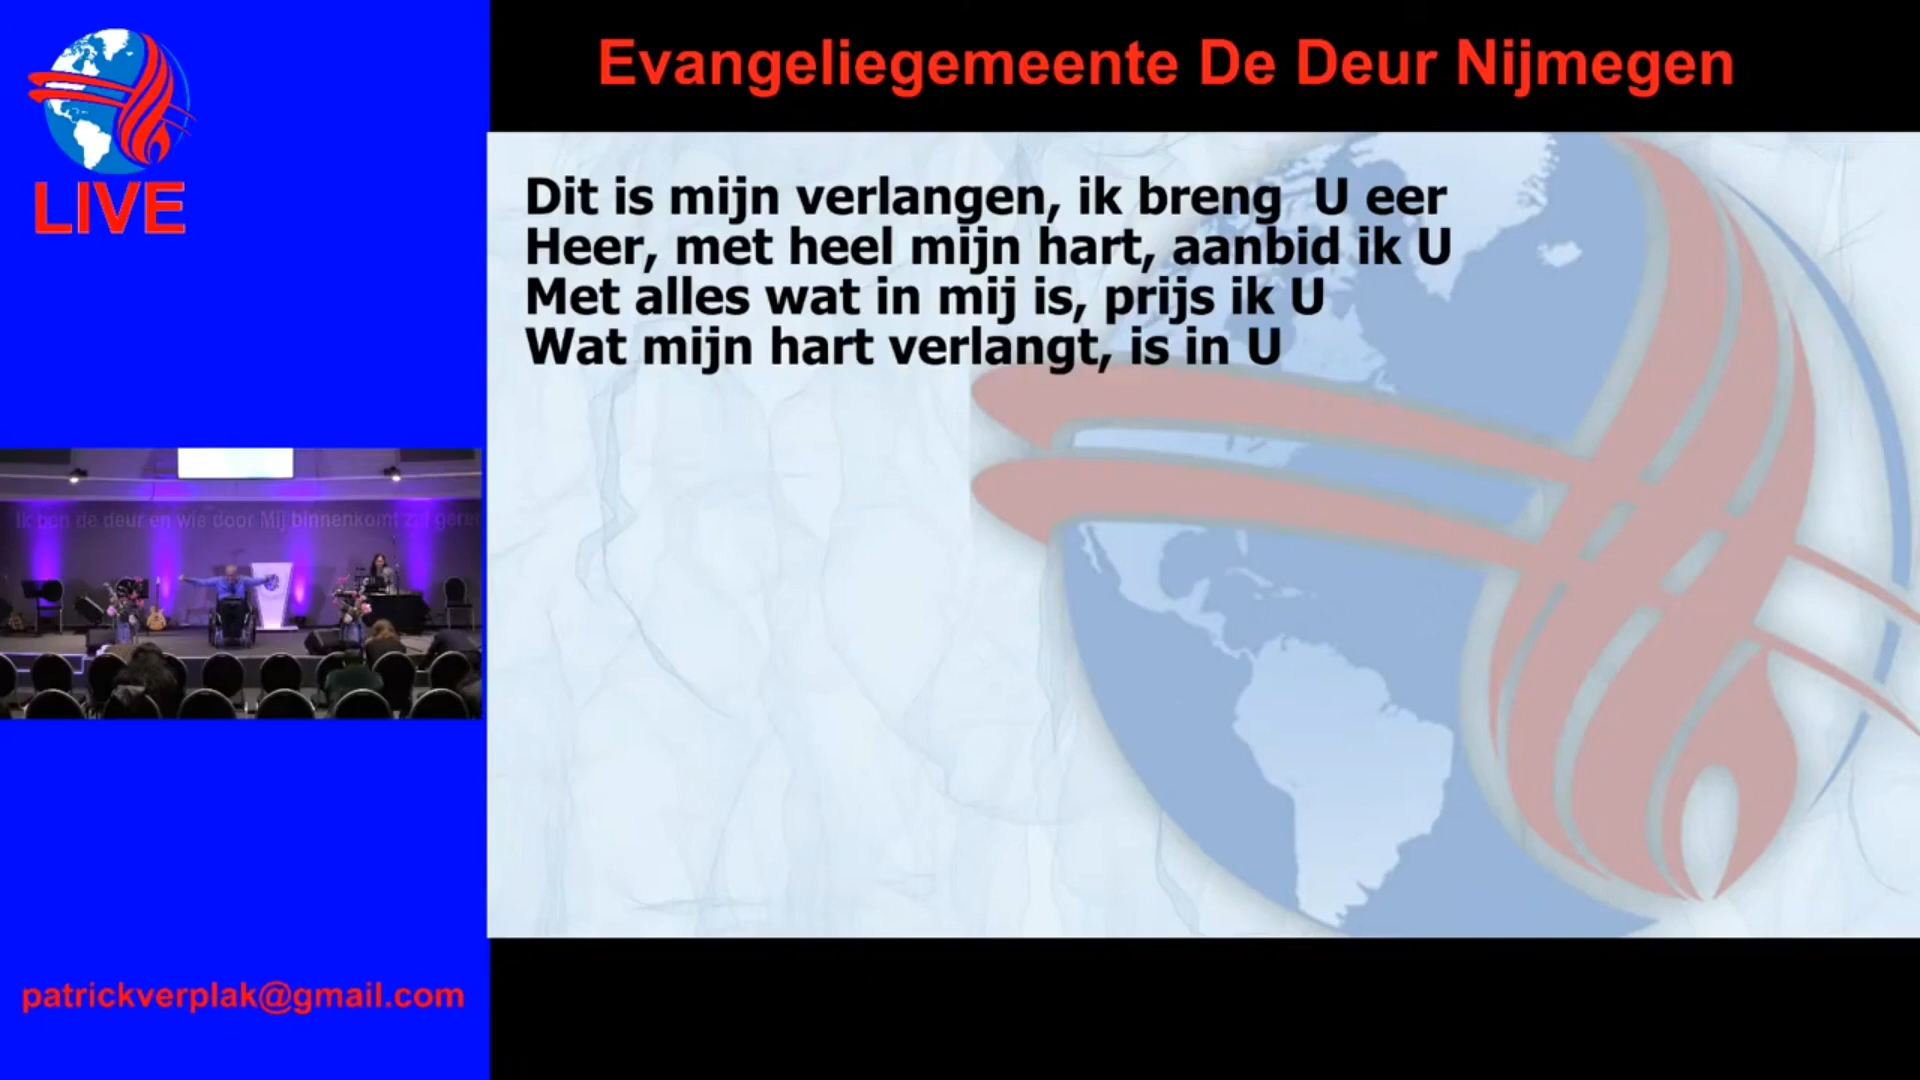 Evangeliegemeente De Deur Nijmegen
LIVE
Dit is mijn verlangen, ik breng U eer
Heer, met heel mijn hart, aanbid ik U
Met alles wat in mij is, prijs ik U
Wat mijn hart verlangt, is in U
Ik ben de deur en wie door Mij binnenkomt zal
patrickverplak@gmail.com